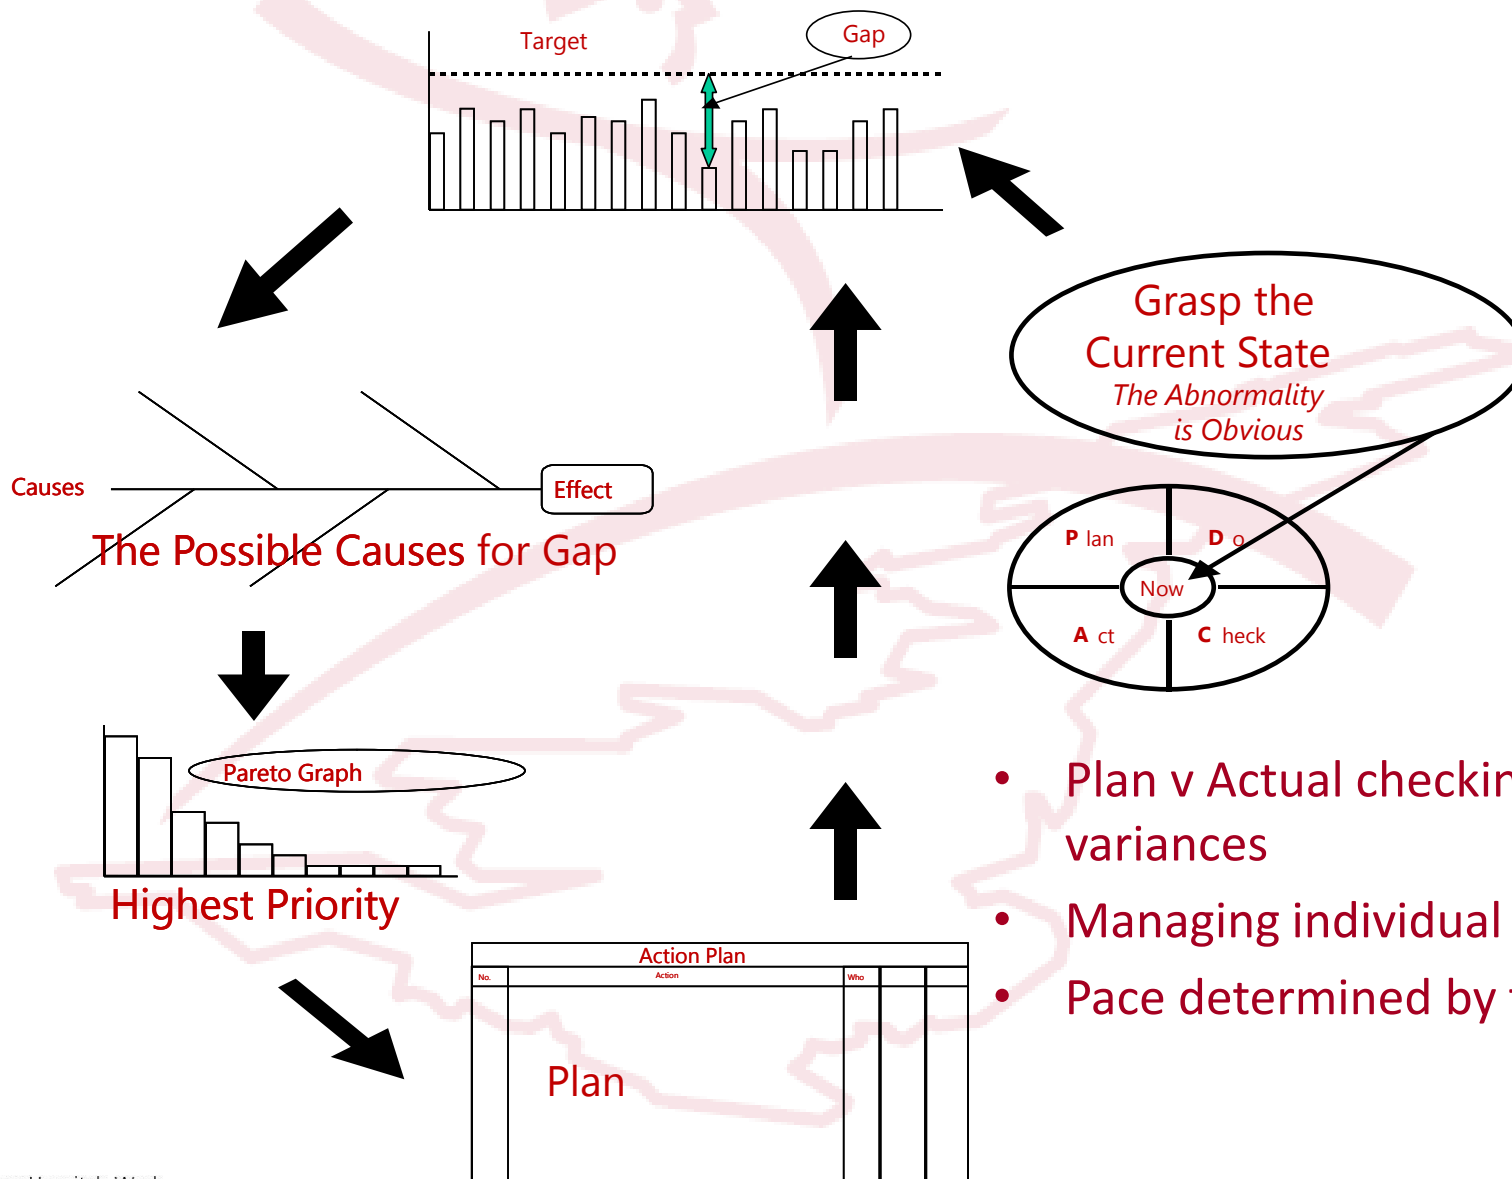 Target
Gap
Grasp the
Current State
The Abnormality
is Obvious
Causes
Effect
The Possible Causes for Gap
P lan
D o
Now
A ct
C heck
Pareto Graph
Highest Priority
• Plan v Actual checking
variances
• Managing individual
• Pace determined by
Action Plan
No.
Action
Who
Plan